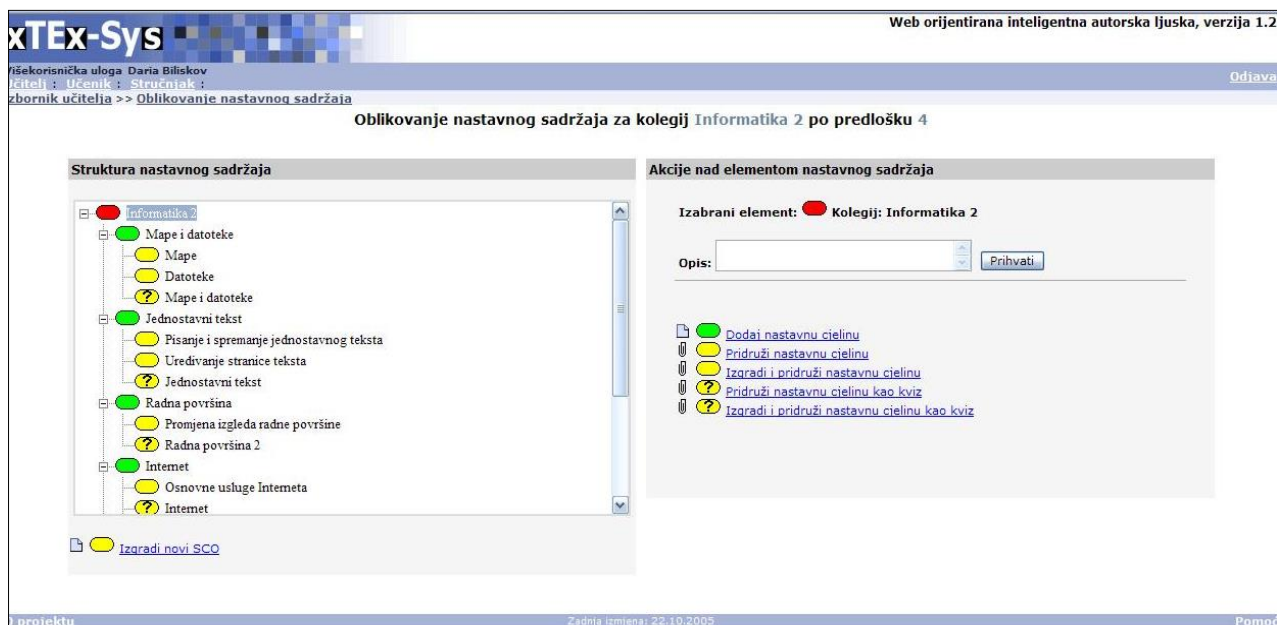 xTEx-Sys
Web orijentirana inteligentna autorska ljuska, verzija 1.2
Višekorisnička uloga Daria Biliskov
Učitelj : Učenik : Stručnjak :
Odjava
zbornik učitelja >> Oblikovanje nastavnog sadržaja
Oblikovanje nastavnog sadržaja za kolegij Informatika 2 po predlošku 4
Struktura nastavnog sadržaja
Informatika 2
Mape i datoteke
Mape
Datoteke
? Mape i datoteke
Jednostavni tekst
Pisanje i spremanje jednostavnog teksta
Uređivanje stranice teksta
? Jednostavni tekst
Radna površina
Promjena izgleda radne površine
? Radna površina 2
Internet
Osnovne usluge Interneta
? Internet
Izgradi novi SCO
Akcije nad elementom nastavnog sadržaja
Izabrani element: Kolegij: Informatika 2
Opis: Prihvati
Dodaj nastavnu cjelinu
Pridruži nastavnu cjelinu
Izgradi i pridruži nastavnu cjelinu
? Pridruži nastavnu cjelinu kao kviz
? Izgradi i pridruži nastavnu cjelinu kao kviz
O projektu
Zadnja izmjena: 22.10.2005
Pomoć